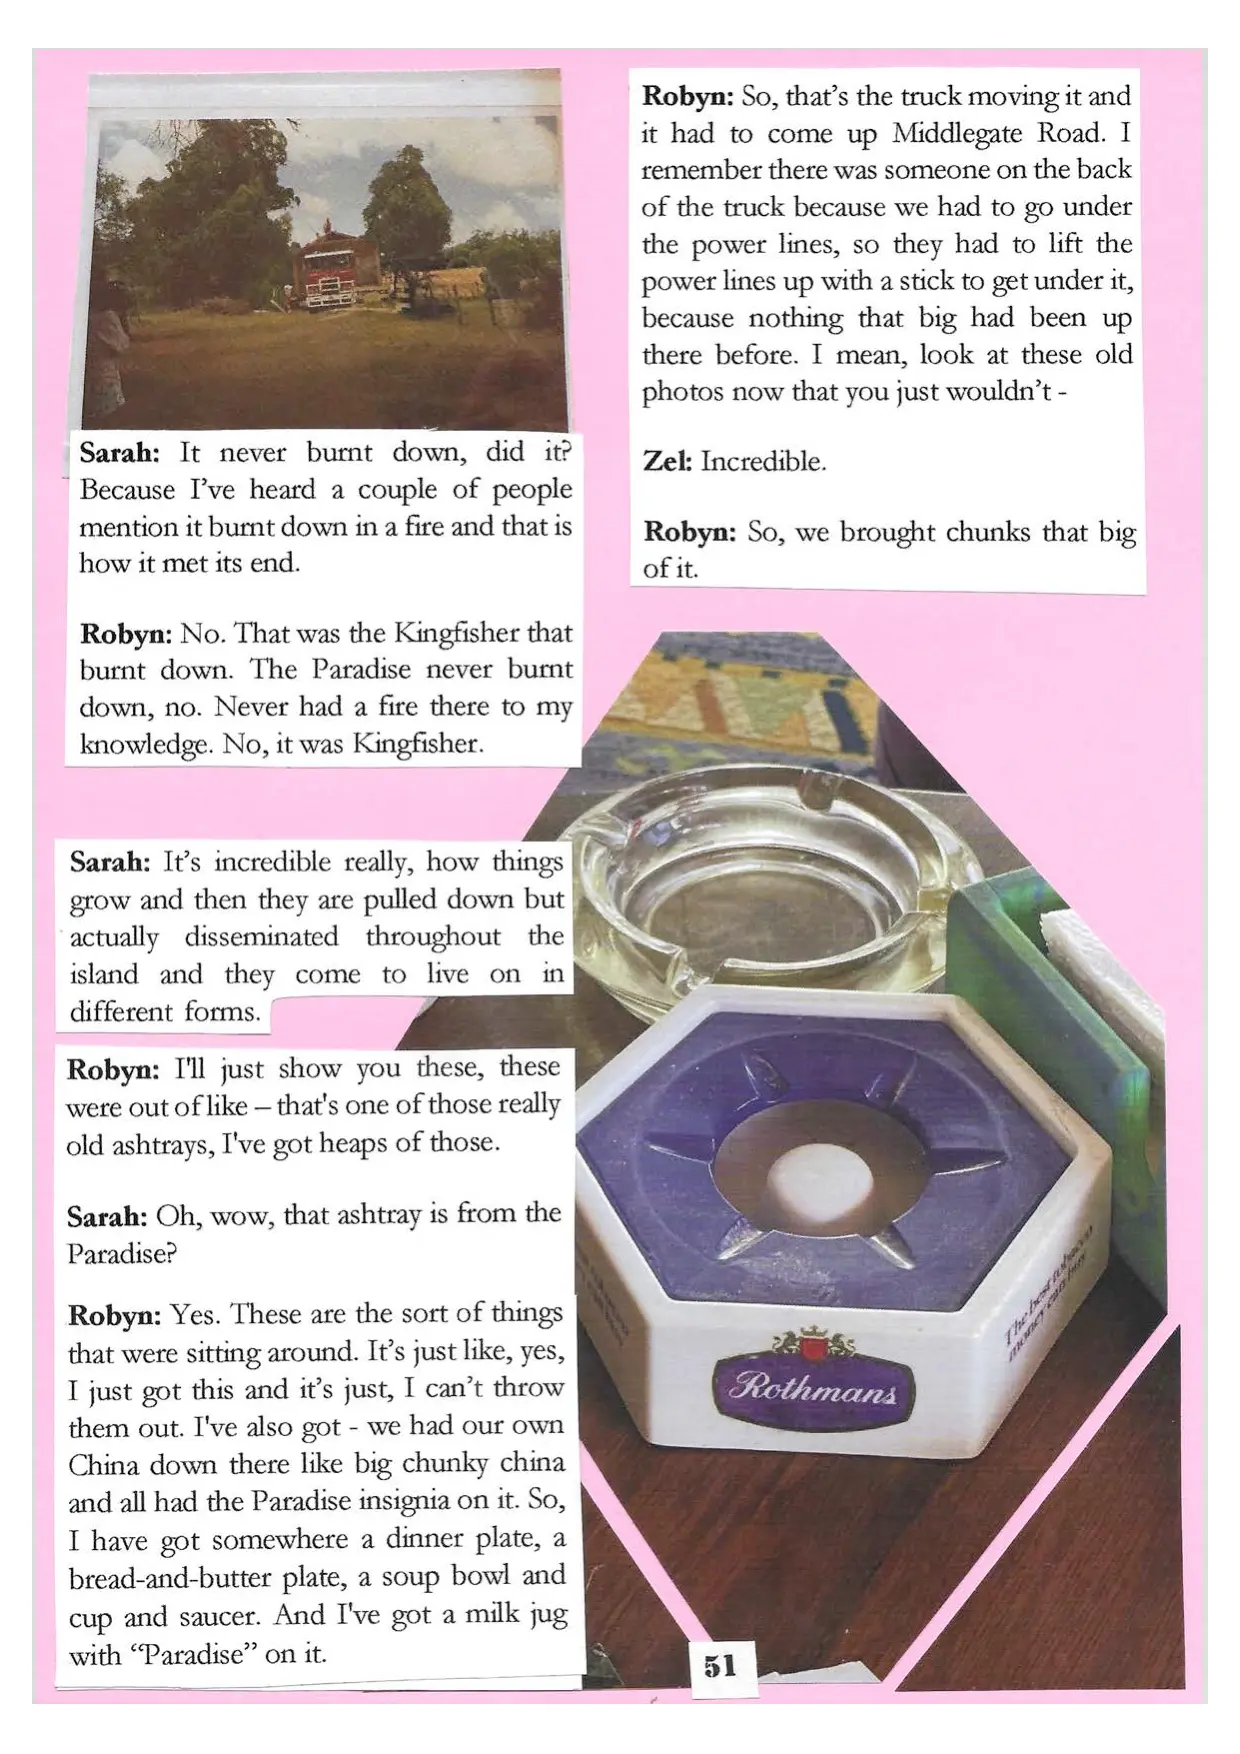 Sarah: It never burnt down, did it?
Because I've heard a couple of people
mention it burnt down in a fire and that is
how it met its end.
Robyn: No. That was the Kingfisher that
burnt down. The Paradise never burnt
down, no. Never had a fire there to my
knowledge. No, it was Kingfisher.
Sarah: It's incredible really, how things
grow and then they are pulled down but
actually disseminated throughout the
island and they come to live on in
different forms.
Robyn: I'll just show you these, these
were out of like – that's one of those really
old ashtrays, I've got heaps of those.
Sarah: Oh, wow, that ashtray is from the
Paradise?
Robyn: Yes. These are the sort of things
that were sitting around. It's just like, yes,
I just got this and it's just, I can't throw
them out. I've also got - we had our own
China down there like big chunky china
and all had the Paradise insignia on it. So,
I have got somewhere a dinner plate, a
bread-and-butter plate, a soup bowl and
cup and saucer. And I've got a milk jug
with "Paradise" on it.
Robyn: So, that's the truck moving it and
it had to come up Middlegate Road. I
remember there was someone on the back
of the truck because we had to go under
the power lines, so they had to lift the
power lines up with a stick to get under it,
because nothing that big had been up
there before. I mean, look at these old
photos now that you just wouldn't -
Zel: Incredible.
Robyn: So, we brought chunks that big
of it.
The best tobacco
money can buy
Rothmans
51